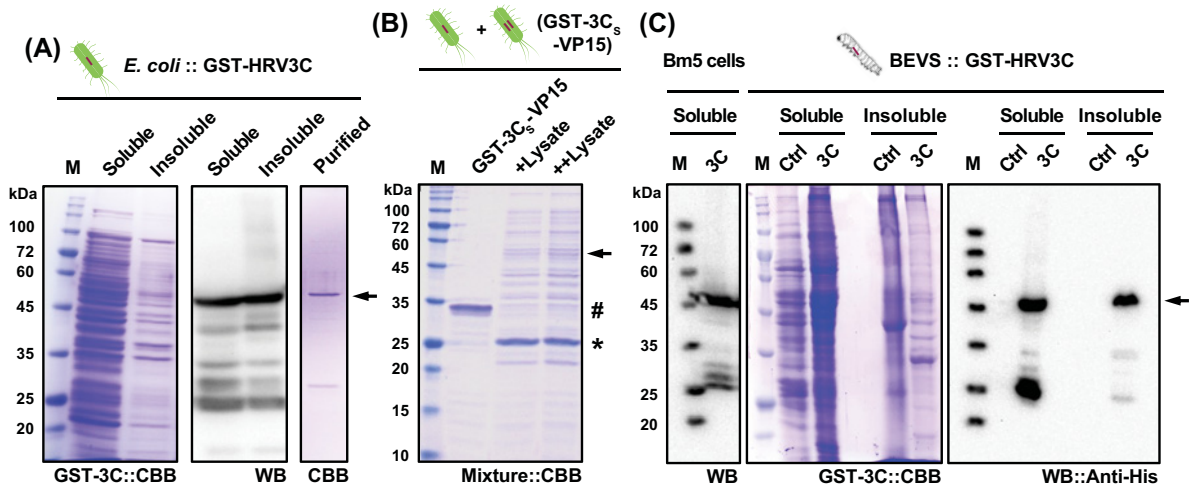 (A)
E. coli :: GST-HRV3C
M
Soluble
Insoluble
Soluble
Insoluble
Purified
kDa
100
72
60
45
35
25
20
GST-3C::CBB
WB
CBB
(B)
+
(GST-3Cs
-VP15)
M
GST-3Cs-VP15
+Lysate
++Lysate
kDa
100
72
60
45
35
25
20
15
10
#
*
Mixture::CBB
(C)
Bm5 cells
BEVS :: GST-HRV3C
Soluble
Soluble
Insoluble
Soluble
Insoluble
M
3C
M
Ctrl
3C
Ctrl
3C
M
Ctrl
3C
Ctrl
3C
kDa
100
72
60
45
35
25
20
WB
GST-3C::CBB
WB::Anti-His